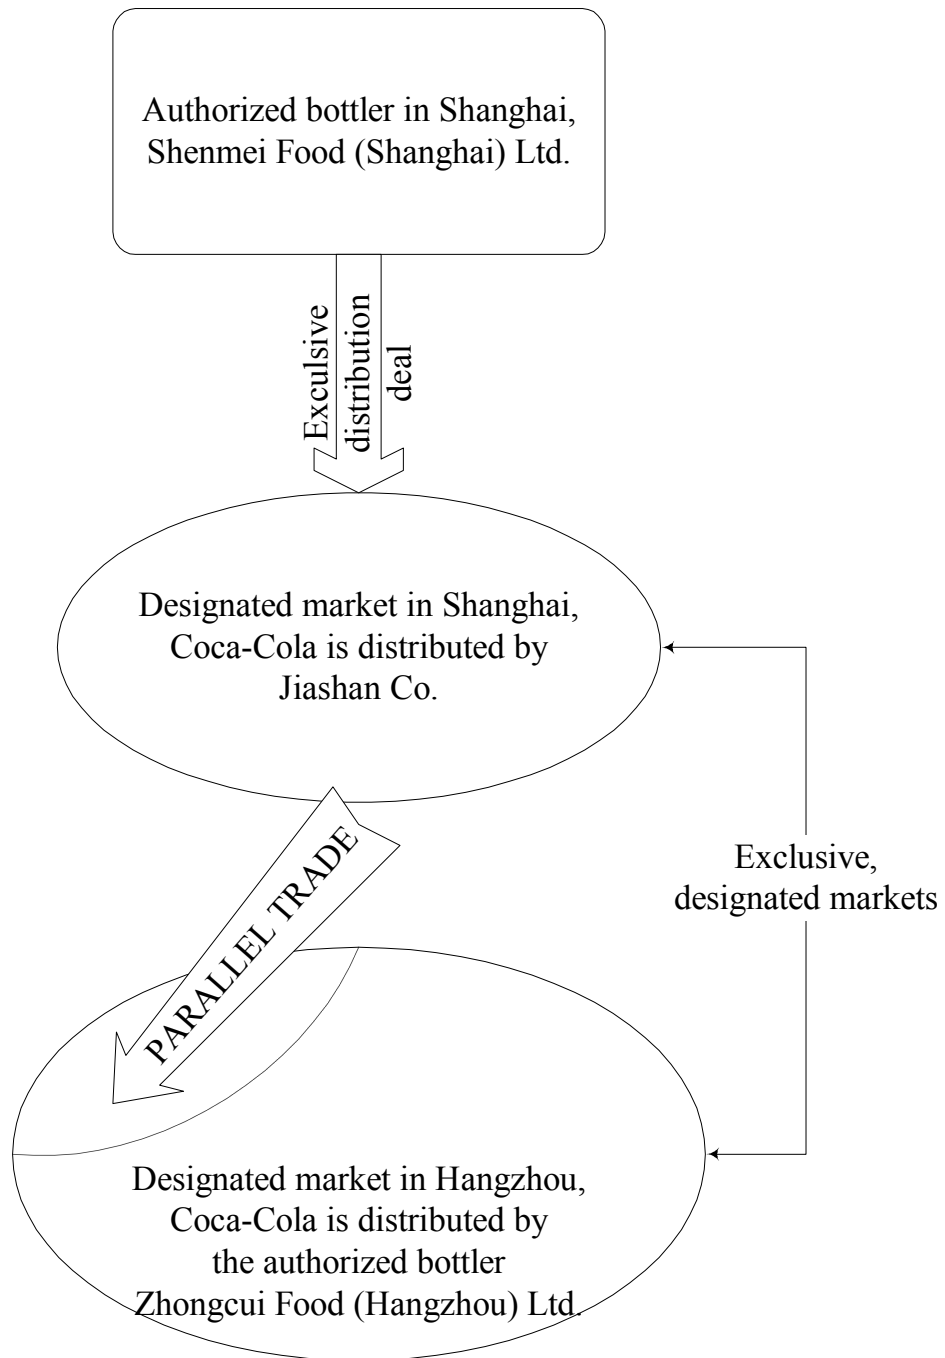 Authorized bottler in Shanghai,
Shenmei Food (Shanghai) Ltd.
Exculsive
distribution
deal
Designated market in Shanghai,
Coca-Cola is distributed by
Jiashan Co.
PARALLEL TRADE
Exclusive,
designated markets
Designated market in Hangzhou,
Coca-Cola is distributed by
the authorized bottler
Zhongcui Food (Hangzhou) Ltd.